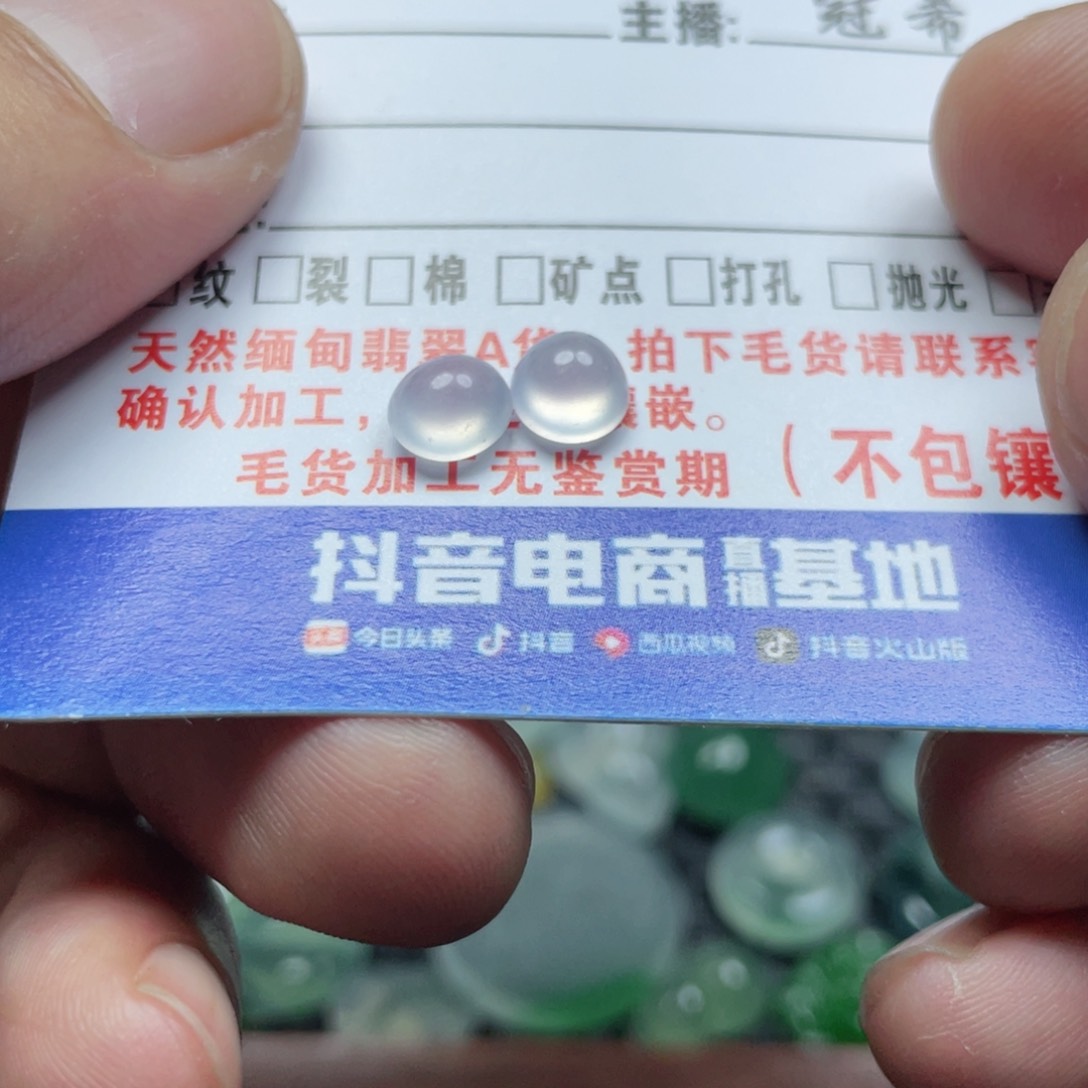 主播: 冠希
纹 □裂 □棉 □矿点 □打孔 □抛光
天然缅甸翡翠A货 拍下毛货请联系
确认加工, 镶嵌。
毛货加工无鉴赏期 (不包镶
抖音电商直播基地
头条 今日头条 抖音 西瓜视频 抖音火山版